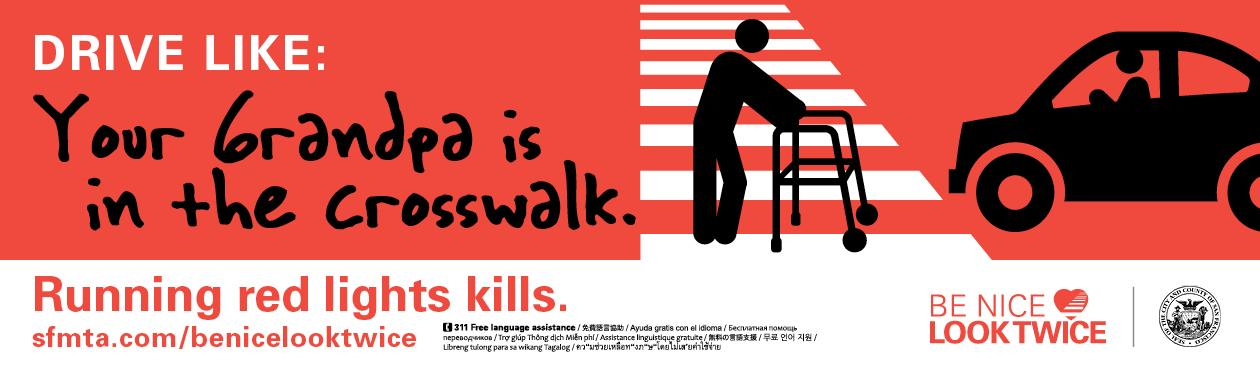 DRIVE LIKE:
Your Grandpa is
in the crosswalk.
Running red lights kills.
sfmta.com/benicelooktwice
311 Free language assistance / 免費語言協助 / Ayuda gratis con el idioma / Бесплатная помощь
переводчиков / Trợ giúp Thông dịch Miễn phí / Assistance linguistique gratuite / 無料の言語支援 / 무료 언어 지원 /
Libreng tulong para sa wikang Tagalog /
BE NICE
LOOK TWICE
SEAL OF THE CITY AND COUNTY OF SAN FRANCISCO